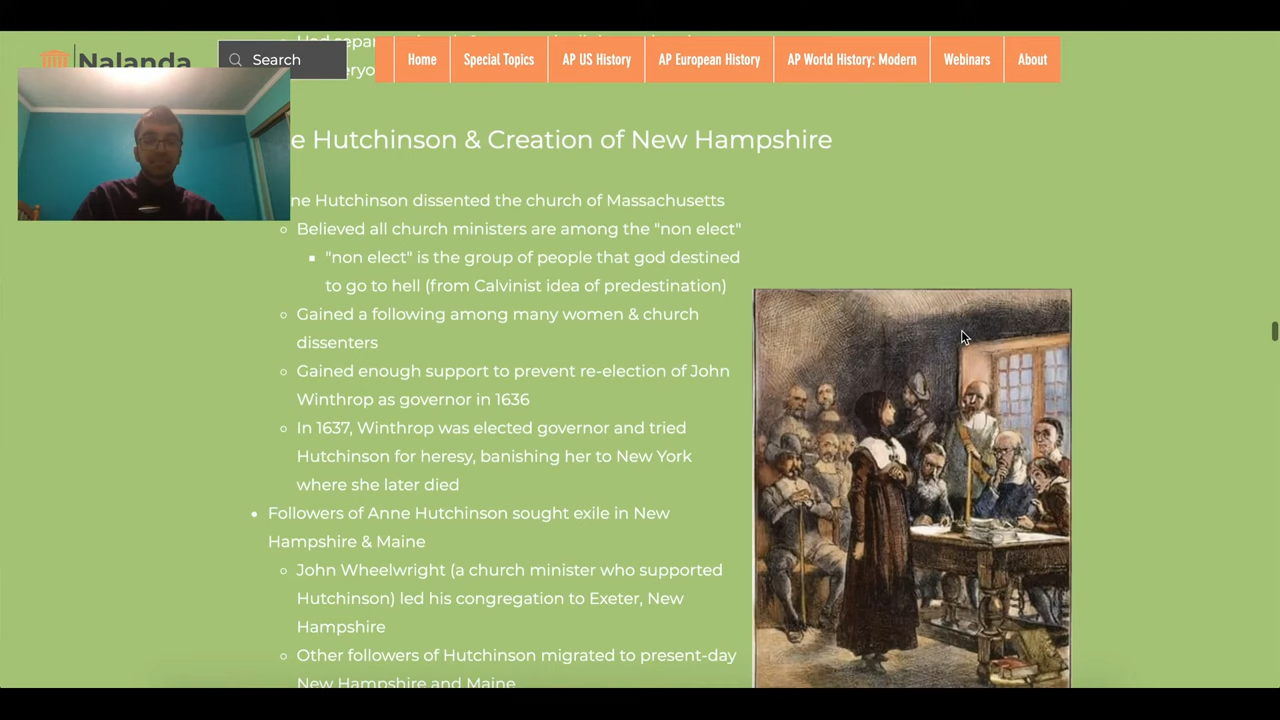 Nalanda
Search
Home
Special Topics
AP US History
AP European History
AP World History: Modern
Webinars
About
e Hutchinson & Creation of New Hampshire
ne Hutchinson dissented the church of Massachusetts
Believed all church ministers are among the "non elect"
"non elect" is the group of people that god destined
to go to hell (from Calvinist idea of predestination)
Gained a following among many women & church
dissenters
Gained enough support to prevent re-election of John
Winthrop as governor in 1636
In 1637, Winthrop was elected governor and tried
Hutchinson for heresy, banishing her to New York
where she later died
Followers of Anne Hutchinson sought exile in New
Hampshire & Maine
John Wheelwright (a church minister who supported
Hutchinson) led his congregation to Exeter, New
Hampshire
Other followers of Hutchinson migrated to present-day
New Hampshire and Maine